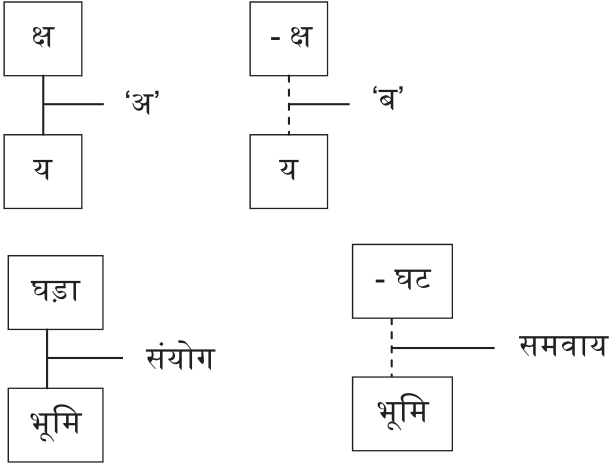 क्ष
- क्ष
‘अ’
‘ब’
य
य
घड़ा
- घट
संयोग
समवाय
भूमि
भूमि